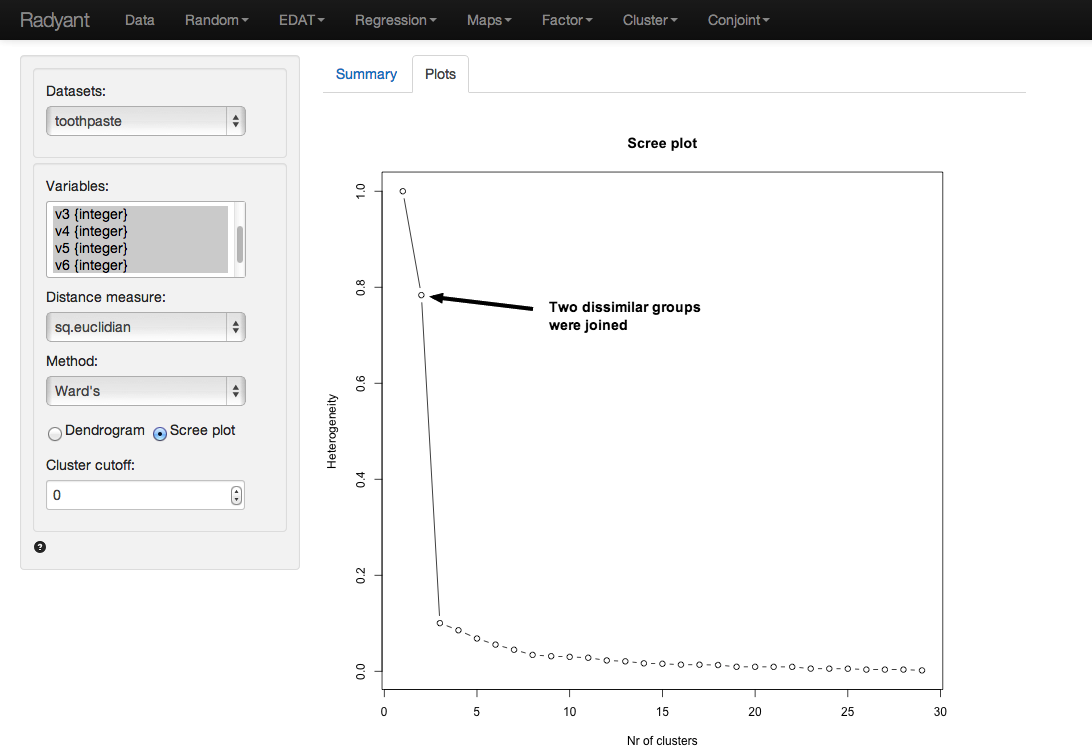 Radyant Data Random EDAT Regression Maps Factor Cluster Conjoint
Datasets:
toothpaste
Variables:
v3 {integer}
v4 {integer}
v5 {integer}
v6 {integer}
Distance measure:
sq.euclidian
Method:
Ward's
Dendrogram Scree plot
Cluster cutoff:
0
?
Summary Plots
Scree plot
1.0
0.8
0.6
0.4
0.2
0.0
Heterogeneity
Two dissimilar groups
were joined
0 5 10 15 20 25 30
Nr of clusters